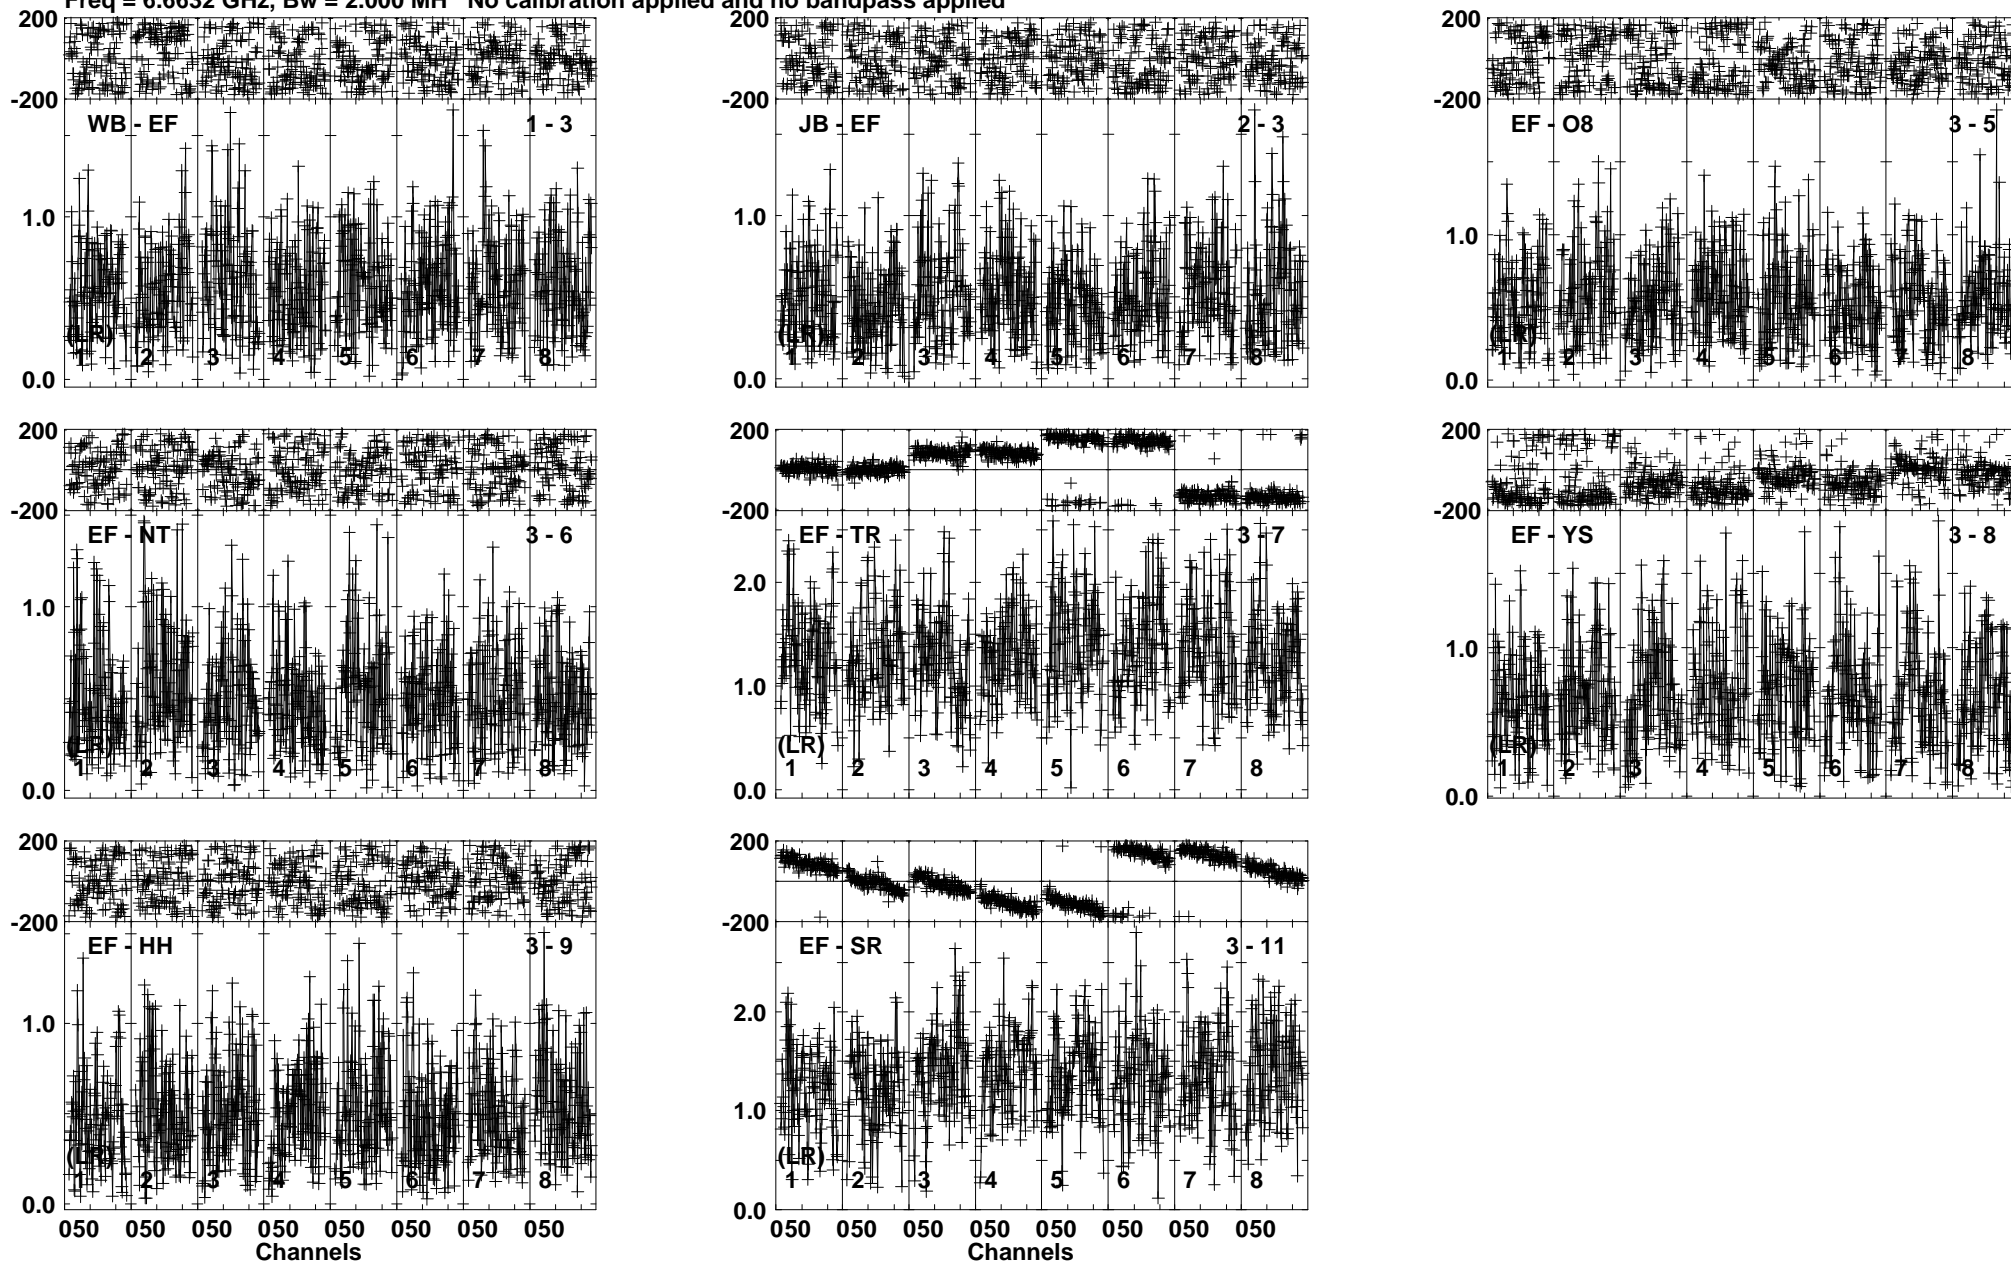 Freq = 6.6632 GHz, Bw = 2.000 MH No calibration applied and no bandpass applied
200
-200
WB - EF 1 - 3
1.0
(LR)
1 2 3 4 5 6 7 8
0.0
200
-200
JB - EF 2 - 3
1.0
(LR)
1 2 3 4 5 6 7 8
0.0
200
-200
EF - O8 3 - 5
1.0
(LR)
1 2 3 4 5 6 7 8
0.0
200
-200
EF - NT 3 - 6
1.0
(LR)
1 2 3 4 5 6 7 8
0.0
200
-200
EF - TR 3 - 7
2.0
1.0
(LR)
1 2 3 4 5 6 7 8
0.0
200
-200
EF - YS 3 - 8
1.0
(LR)
1 2 3 4 5 6 7 8
0.0
200
-200
EF - HH 3 - 9
1.0
(LR)
1 2 3 4 5 6 7 8
0.0
050 050 050 050 050 050 050 050
Channels
200
-200
EF - SR 3 - 11
2.0
1.0
(LR)
1 2 3 4 5 6 7 8
0.0
050 050 050 050 050 050 050 050
Channels